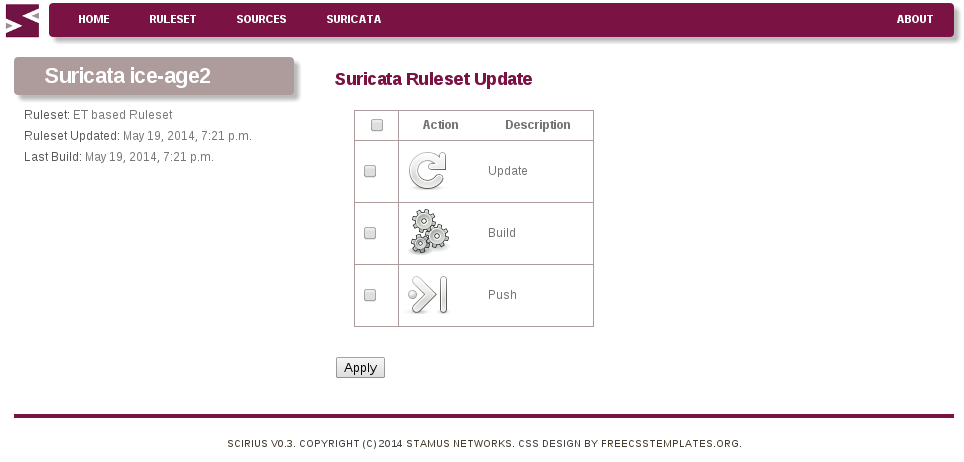 HOME RULESET SOURCES SURICATA ABOUT
Suricata ice-age2
Ruleset: ET based Ruleset
Ruleset Updated: May 19, 2014, 7:21 p.m.
Last Build: May 19, 2014, 7:21 p.m.
Suricata Ruleset Update
Action Description
Update
Build
Push
Apply
SCIRIUS V0.3. COPYRIGHT (C) 2014 STAMUS NETWORKS. CSS DESIGN BY FREECSSTEMPLATES.ORG.